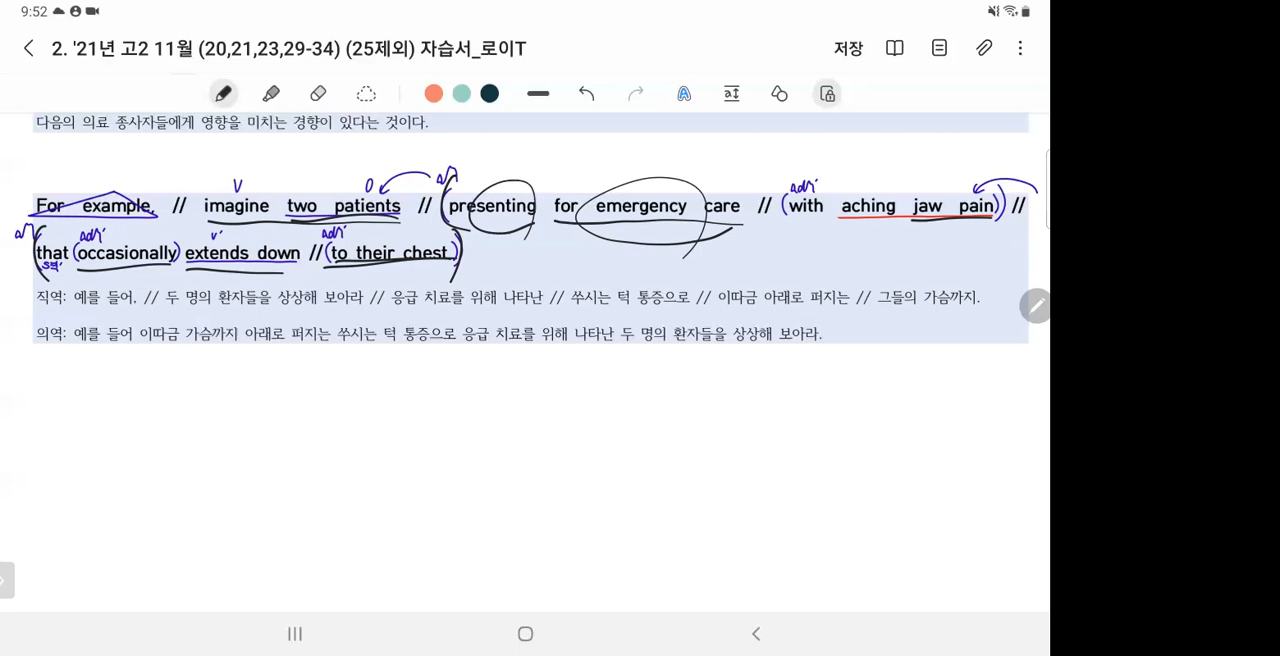 9:52
2. '21년 고2 11월 (20,21,23,29-34) (25제외) 자습서_로이T 저장
다음의 의료 종사자들에게 영향을 미치는 경향이 있다는 것이다.
V O
For example, // imagine two patients // (presenting for emergency care // (with aching jaw pain)) //
that (occasionally) extends down // (to their chest.)
직역: 예를 들어, // 두 명의 환자들을 상상해 보아라 // 응급 치료를 위해 나타난 // 쑤시는 턱 통증으로 // 이따금 아래로 퍼지는 // 그들의 가슴까지.
의역: 예를 들어 이따금 가슴까지 아래로 퍼지는 쑤시는 턱 통증으로 응급 치료를 위해 나타난 두 명의 환자들을 상상해 보아라.